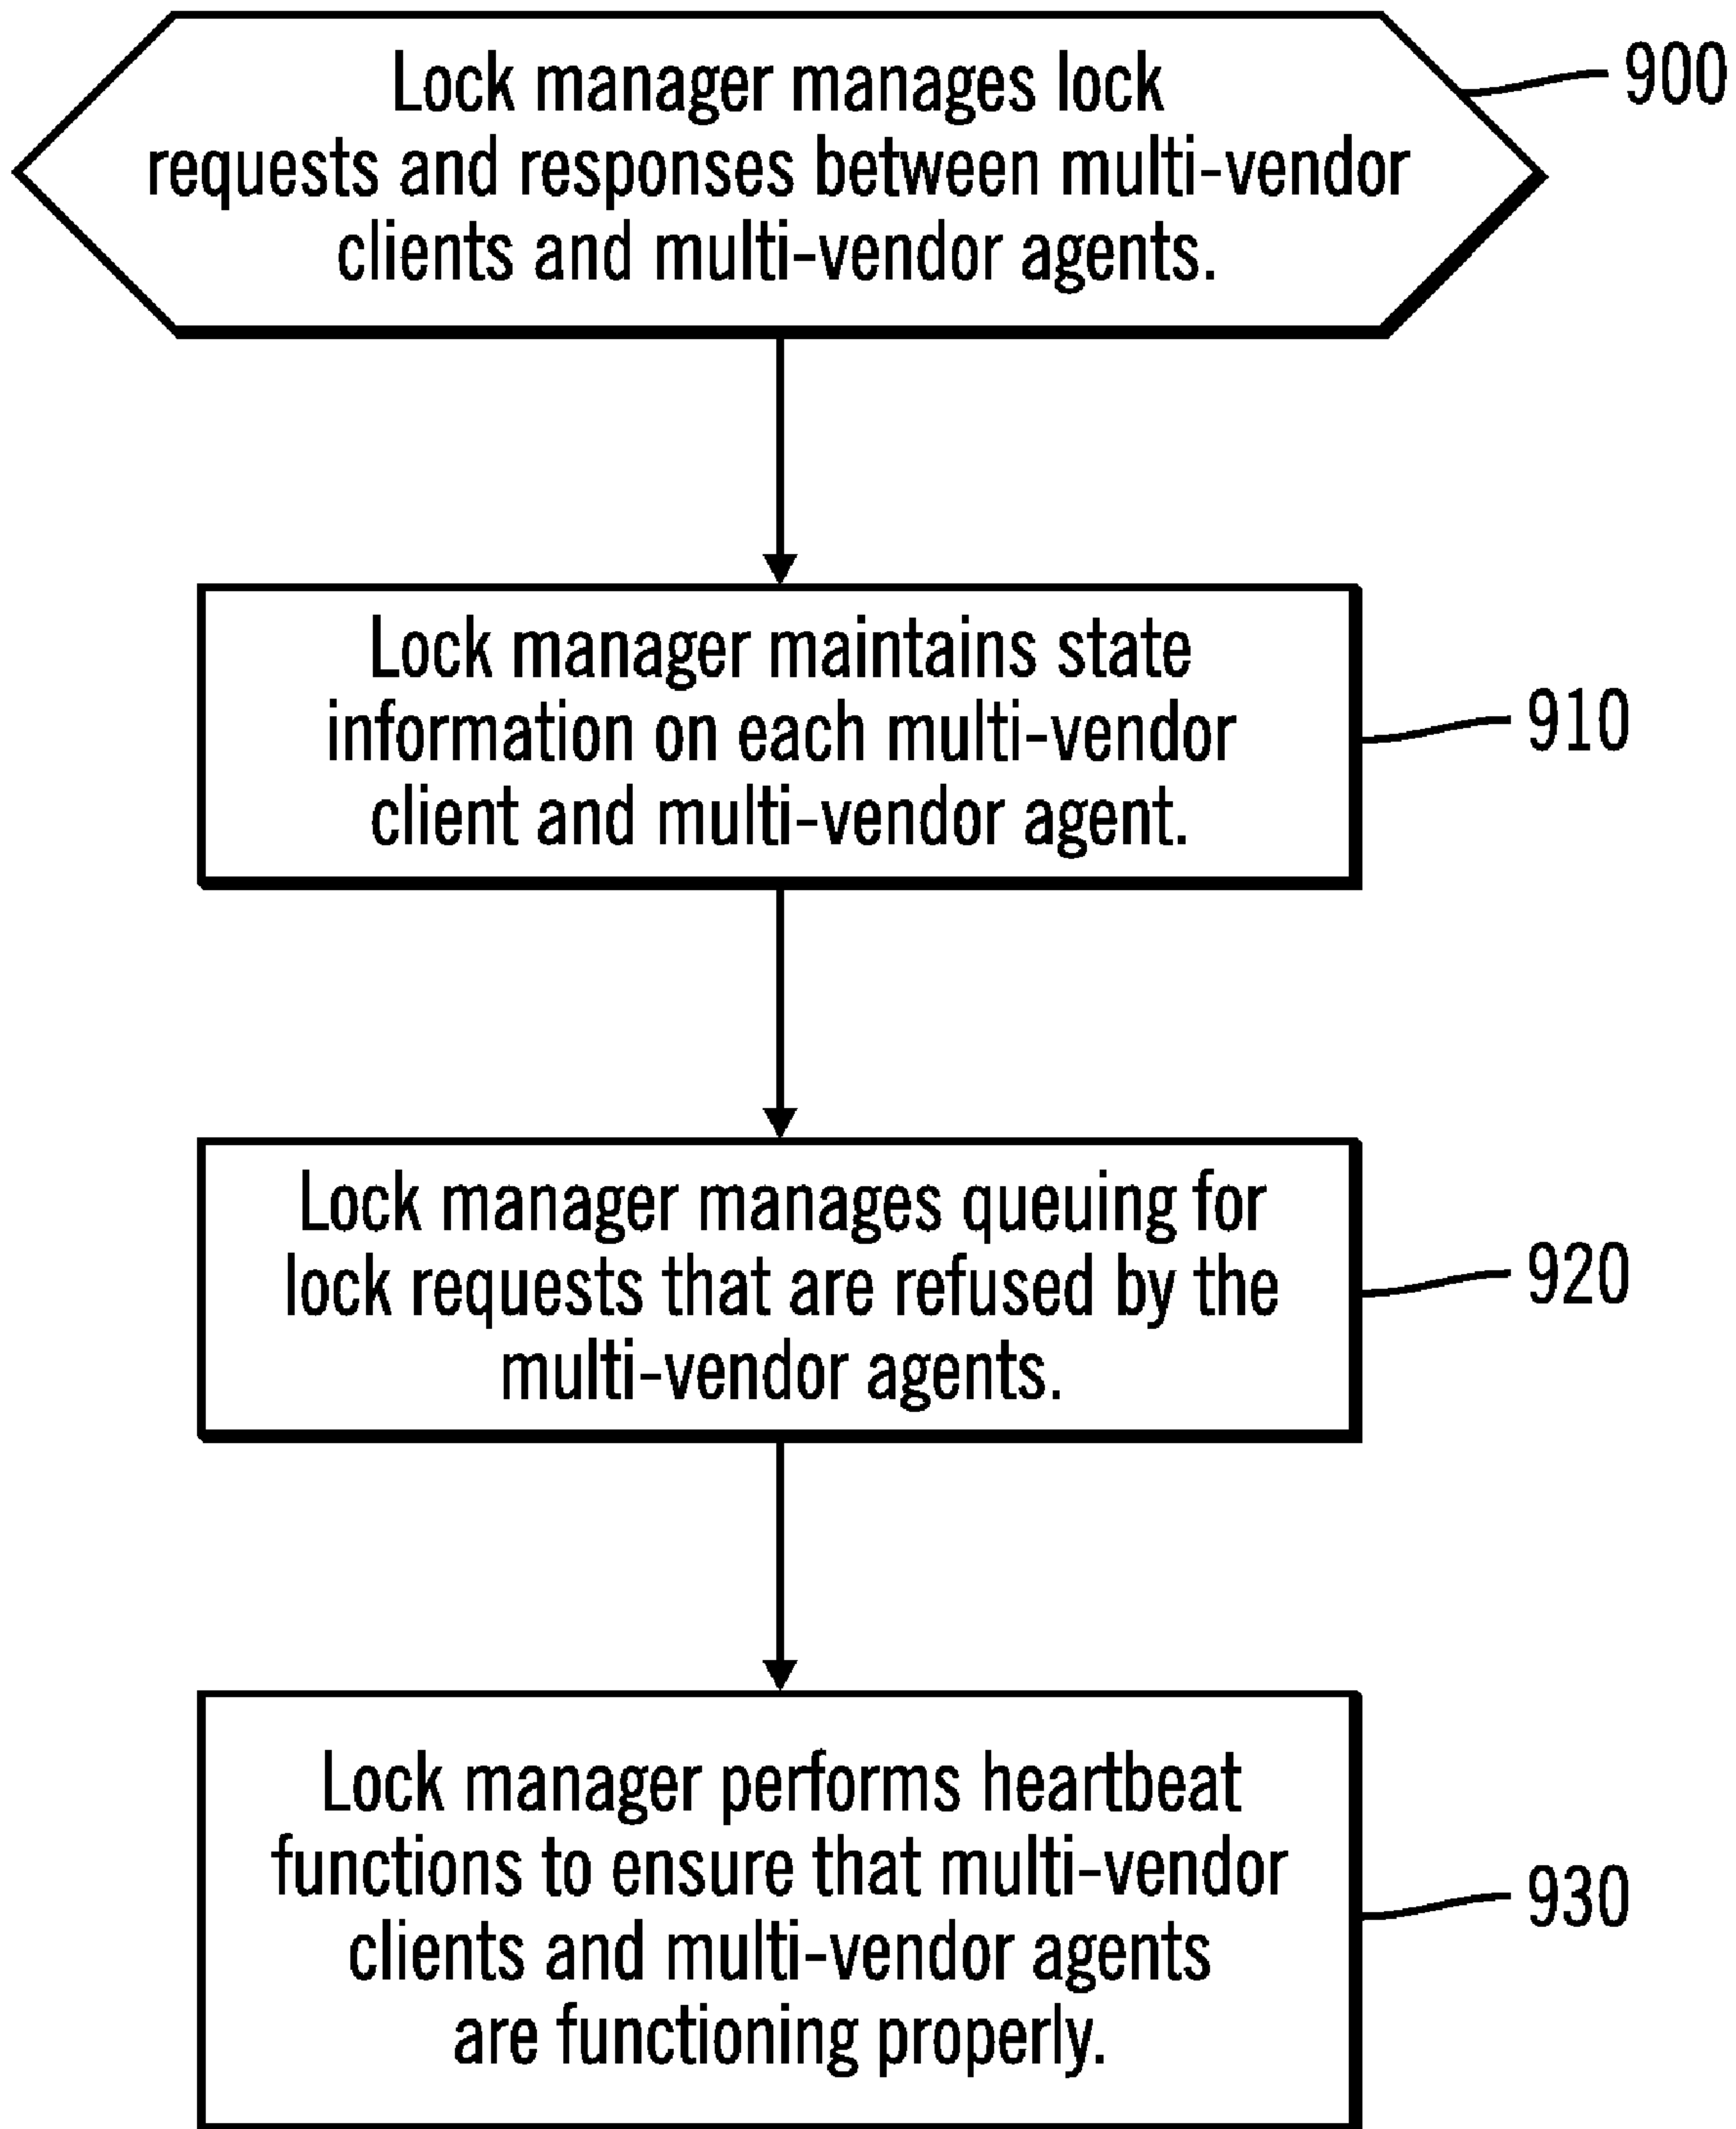 Lock manager manages lock
requests and responses between multi-vendor
clients and multi-vendor agents.
900
Lock manager maintains state
information on each multi-vendor
client and multi-vendor agent.
910
Lock manager manages queuing for
lock requests that are refused by the
multi-vendor agents.
920
Lock manager performs heartbeat
functions to ensure that multi-vendor
clients and multi-vendor agents
are functioning properly.
930